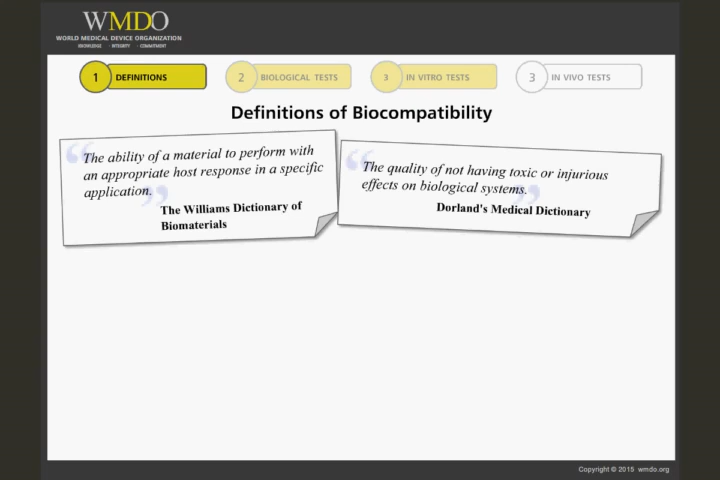 WMDO
WORLD MEDICAL DEVICE ORGANIZATION
KNOWLEDGE - INTEGRITY - COMMITMENT
1 DEFINITIONS
2 BIOLOGICAL TESTS
3 IN VITRO TESTS
3 IN VIVO TESTS
Definitions of Biocompatibility
“The ability of a material to perform with
an appropriate host response in a specific
application.”
The Williams Dictionary of
Biomaterials
“The quality of not having toxic or injurious
effects on biological systems.”
Dorland's Medical Dictionary
Copyright © 2015 wmdo.org